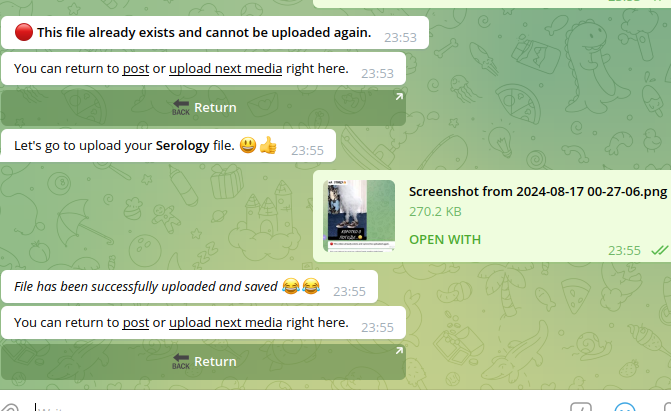 🔴 This file already exists and cannot be uploaded again. 23:53
You can return to post or upload next media right here. 23:53
🔙 Return
Let's go to upload your Serology file. 😃👍 23:55
Screenshot from 2024-08-17 00-27-06.png
270.2 KB
OPEN WITH
23:55
File has been successfully uploaded and saved 😂😂 23:55
You can return to post or upload next media right here. 23:55
🔙 Return